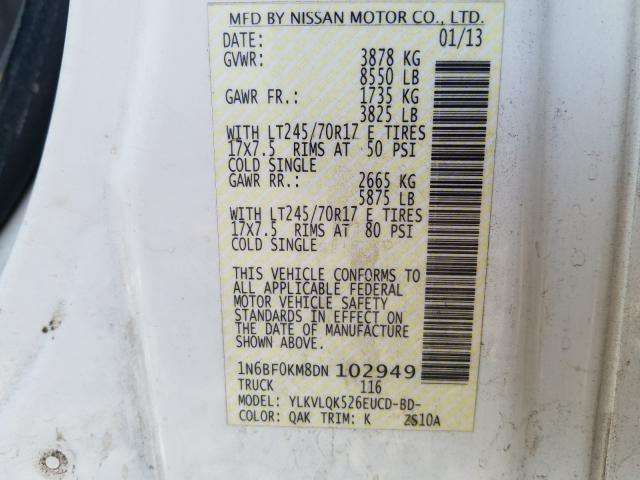 MFD BY NISSAN MOTOR CO., LTD.
DATE: 01/13
GVWR: 3878 KG
8550 LB
GAWR FR.: 1735 KG
3825 LB
WITH LT245/70R17 E TIRES
17X7.5 RIMS AT 50 PSI
COLD SINGLE
GAWR RR.: 2665 KG
5875 LB
WITH LT245/70R17 E TIRES
17X7.5 RIMS AT 80 PSI
COLD SINGLE
THIS VEHICLE CONFORMS TO
ALL APPLICABLE FEDERAL
MOTOR VEHICLE SAFETY
STANDARDS IN EFFECT ON
THE DATE OF MANUFACTURE
SHOWN ABOVE.
1N6BF0KM8DN 102949
TRUCK 116
MODEL: YLKVLQK526EUCD-BD-
COLOR: QAK TRIM: K ZS10A